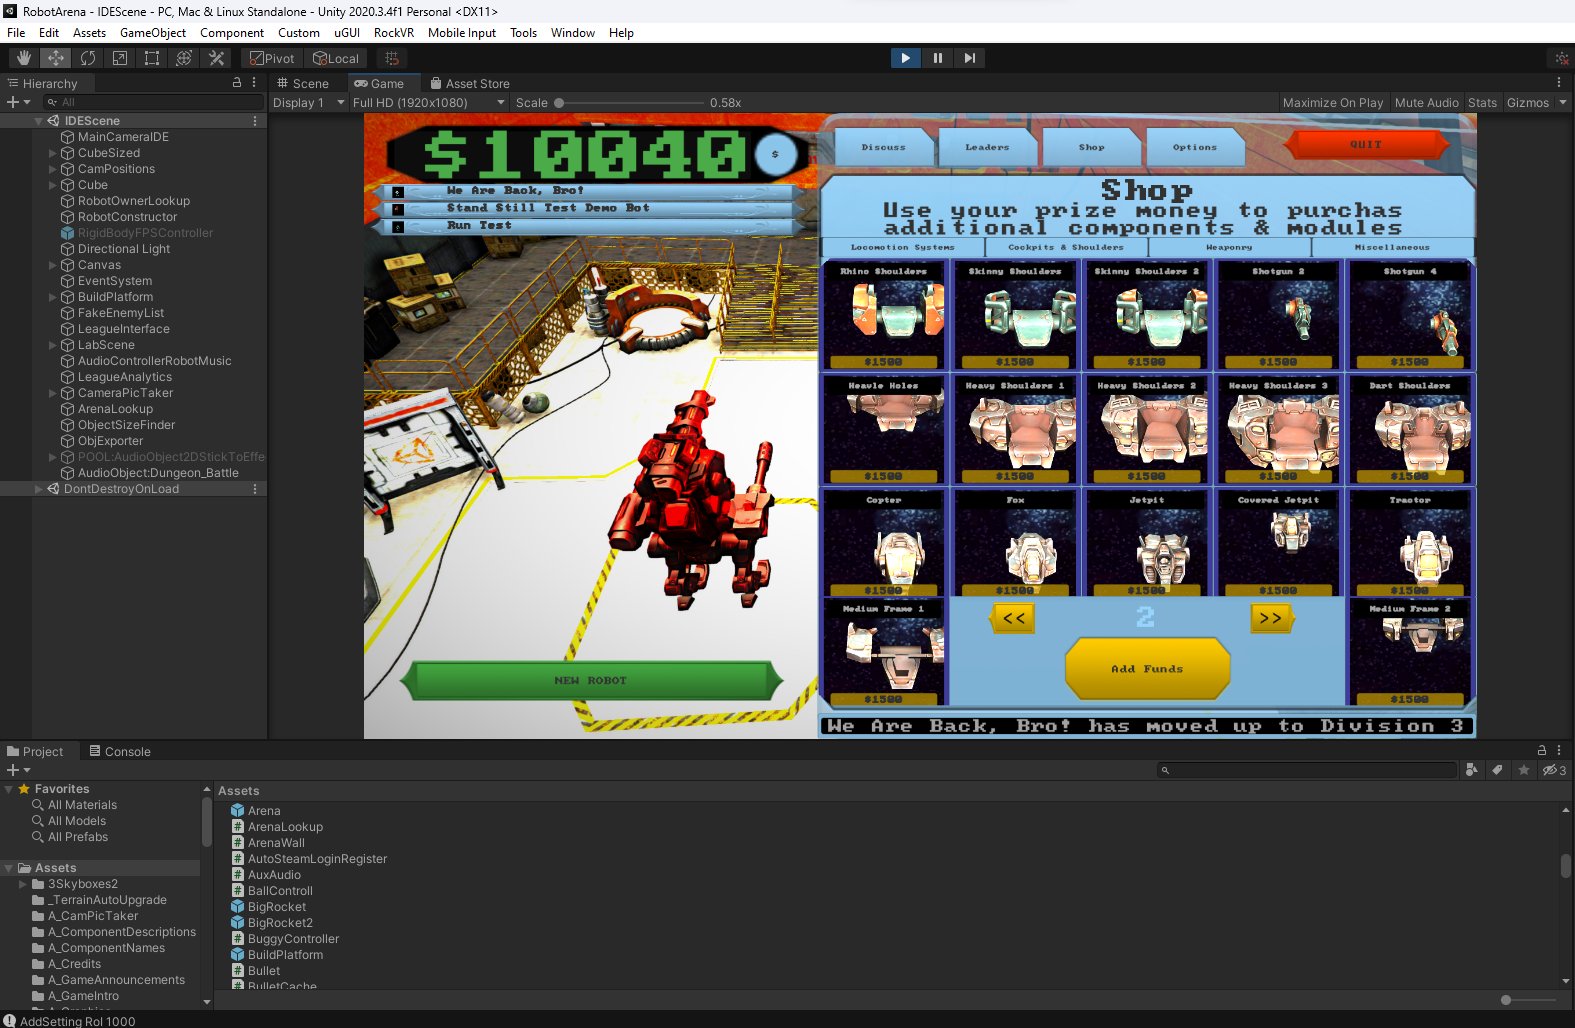 RobotArena - IDEScene - PC, Mac & Linux Standalone - Unity 2020.3.4f1 Personal <DX11>
File Edit Assets GameObject Component Custom uGUI RockVR Mobile Input Tools Window Help
Pivot Local
Hierarchy
All
IDEScene
MainCameraIDE
CubeSized
CamPositions
Cube
RobotOwnerLookup
RobotConstructor
RigidBodyFPSController
Directional Light
Canvas
EventSystem
BuildPlatform
FakeEnemyList
LeagueInterface
LabScene
AudioControllerRobotMusic
LeagueAnalytics
CameraPicTaker
ArenaLookup
ObjectSizeFinder
ObjExporter
POOL:AudioObject2DStickToEffe
AudioObject:Dungeon_Battle
DontDestroyOnLoad
Scene Game Asset Store
Display 1 Full HD (1920x1080) Scale 0.58x Maximize On Play Mute Audio Stats Gizmos
$10040 $
We Are Back, Bro!
Stand Still Test Demo Bot
Run Test
NEW ROBOT
Discuss Leaders Shop Options QUIT
Shop
Use your prize money to purchas
additional components & modules
Locomotion Systems Cockpits & Shoulders Weaponry Miscellaneous
Rhino Shoulders Skinny Shoulders Skinny Shoulders 2 Shotgun 2 Shotgun 4
$1500 $1500 $1500 $1500 $1500
Heavie Holes Heavy Shoulders 1 Heavy Shoulders 2 Heavy Shoulders 3 Dart Shoulders
$1500 $1500 $1500 $1500 $1500
Copter Fox Jetpit Covered Jetpit Tractor
$1500 $1500 $1500 $1500 $1500
Medium Frame 1 << 2 >> Medium Frame 2
Add Funds
$1500 $1500
We Are Back, Bro! has moved up to Division 3
Project Console
3
Favorites
All Materials
All Models
All Prefabs
Assets
3Skyboxes2
_TerrainAutoUpgrade
A_CamPicTaker
A_ComponentDescriptions
A_ComponentNames
A_Credits
A_GameAnnouncements
A_GameIntro
Assets
Arena
ArenaLookup
ArenaWall
AutoSteamLoginRegister
AuxAudio
BallControll
BigRocket
BigRocket2
BuggyController
BuildPlatform
Bullet
BulletCache
AddSetting Rol 1000